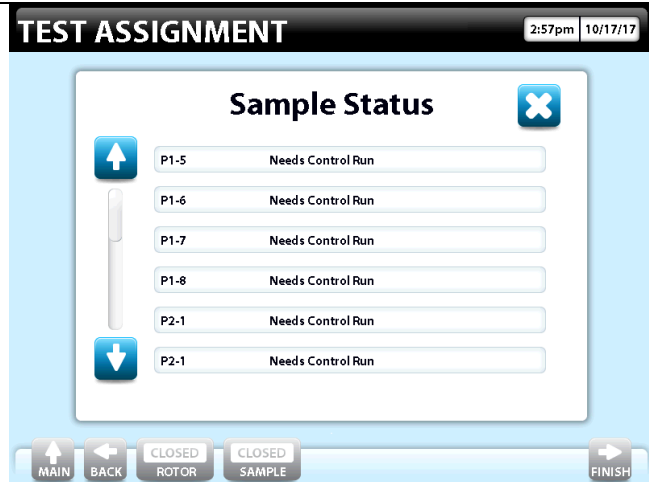 TEST ASSIGNMENT 2:57pm 10/17/17
Sample Status
P1-5 Needs Control Run
P1-6 Needs Control Run
P1-7 Needs Control Run
P1-8 Needs Control Run
P2-1 Needs Control Run
P2-1 Needs Control Run
CLOSED CLOSED
MAIN BACK ROTOR SAMPLE FINISH